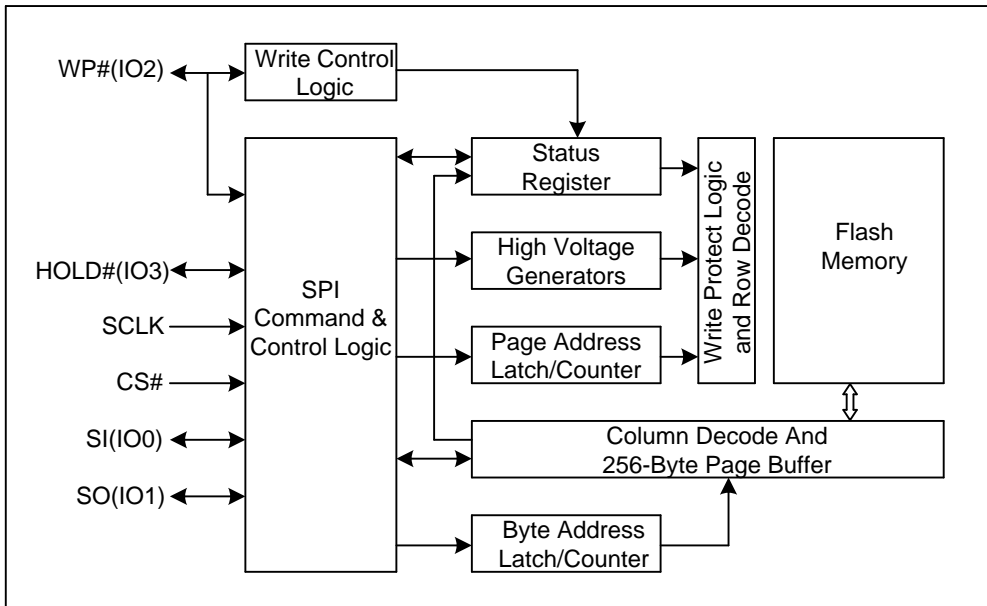 WP#(IO2)
Write Control
Logic
HOLD#(IO3)
SCLK
CS#
SI(IO0)
SO(IO1)
SPI
Command &
Control Logic
Status
Register
High Voltage
Generators
Page Address
Latch/Counter
Write Protect Logic
and Row Decode
Flash
Memory
Column Decode And
256-Byte Page Buffer
Byte Address
Latch/Counter